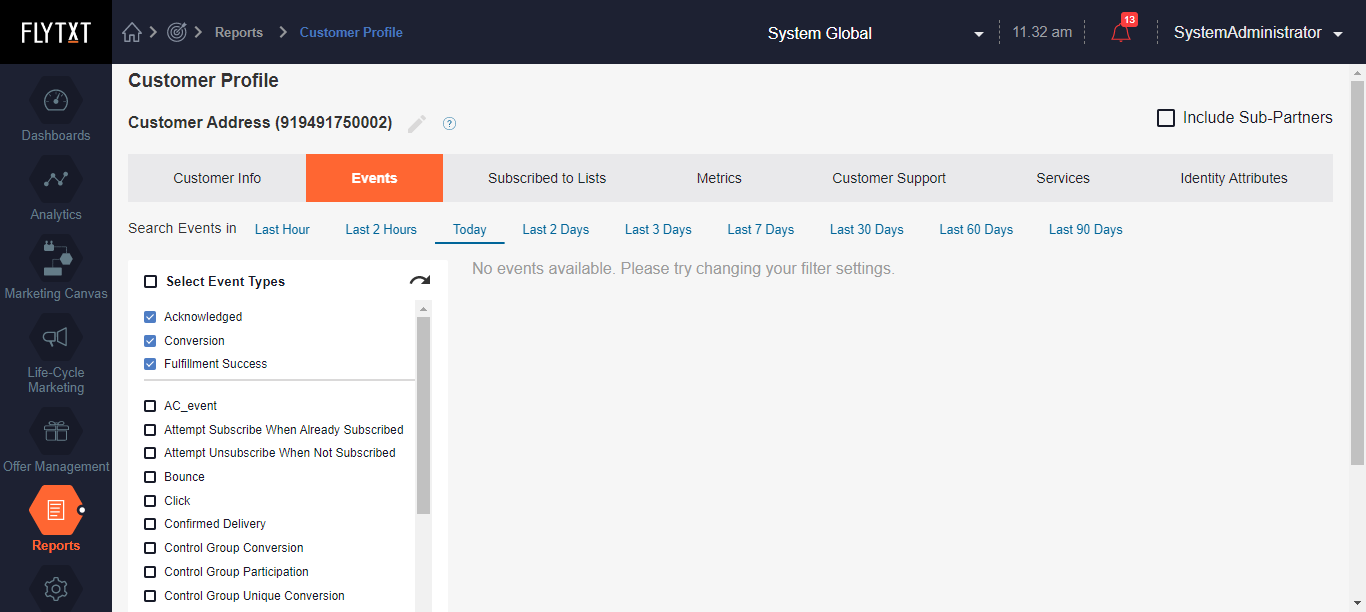 FLYTXT
Reports
Customer Profile
System Global
11.32 am
13
SystemAdministrator
Dashboards
Analytics
Marketing Canvas
Life-Cycle
Marketing
Offer Management
Reports
Customer Profile
Customer Address (919491750002)
?
Include Sub-Partners
Customer Info
Events
Subscribed to Lists
Metrics
Customer Support
Services
Identity Attributes
Search Events in
Last Hour
Last 2 Hours
Today
Last 2 Days
Last 3 Days
Last 7 Days
Last 30 Days
Last 60 Days
Last 90 Days
Select Event Types
Acknowledged
Conversion
Fulfillment Success
AC_event
Attempt Subscribe When Already Subscribed
Attempt Unsubscribe When Not Subscribed
Bounce
Click
Confirmed Delivery
Control Group Conversion
Control Group Participation
Control Group Unique Conversion
No events available. Please try changing your filter settings.